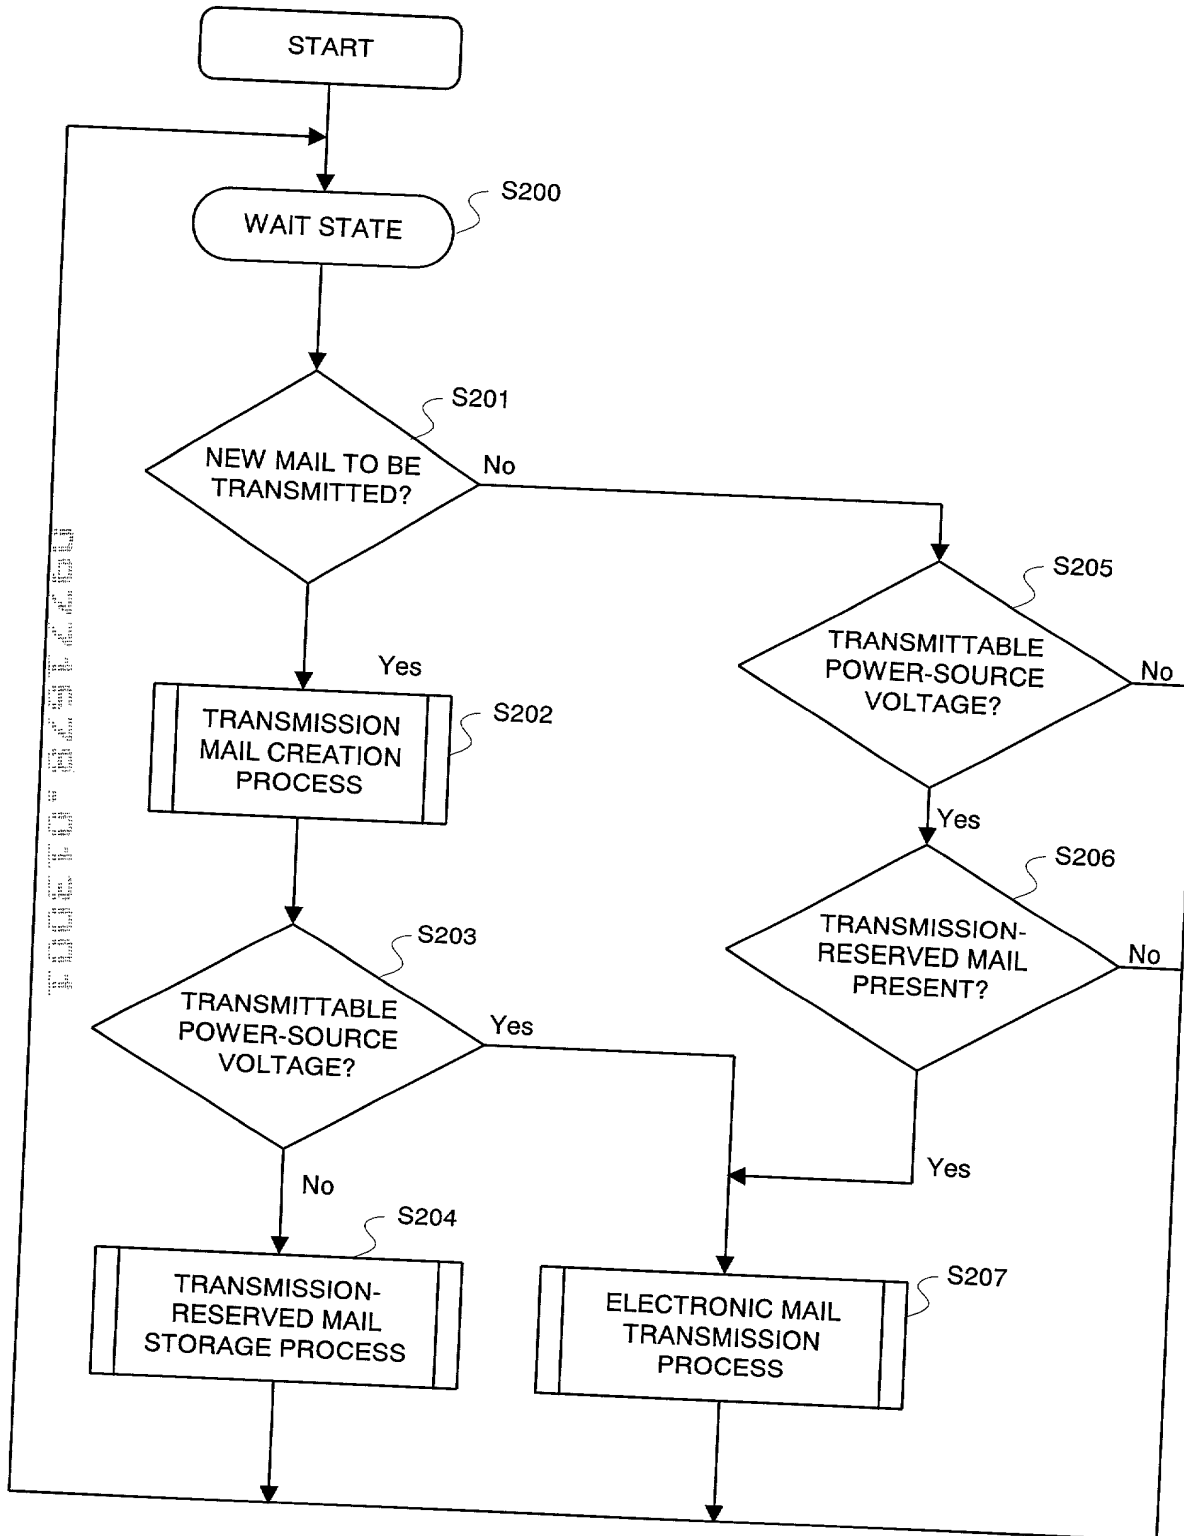 START
WAIT STATE
S200
S201
NEW MAIL TO BE
TRANSMITTED?
No
Yes
S205
TRANSMITTABLE
POWER-SOURCE
VOLTAGE?
No
Yes
TRANSMISSION
MAIL CREATION
PROCESS
S202
S206
TRANSMISSION-
RESERVED MAIL
PRESENT?
No
Yes
S203
TRANSMITTABLE
POWER-SOURCE
VOLTAGE?
Yes
No
S204
TRANSMISSION-
RESERVED MAIL
STORAGE PROCESS
S207
ELECTRONIC MAIL
TRANSMISSION
PROCESS